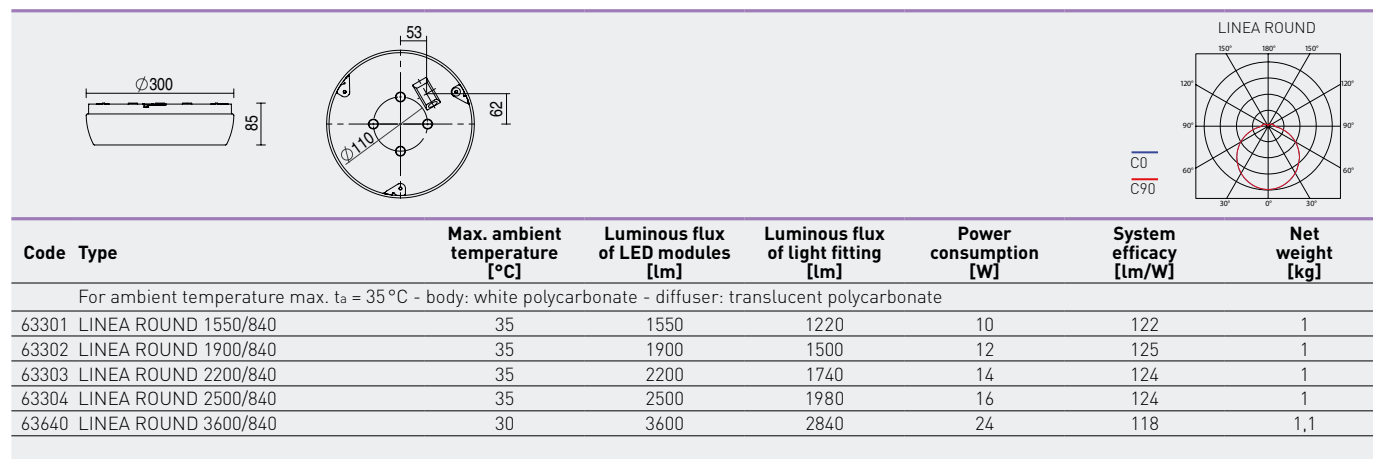 53
Ø300
85
62
Ø110
LINEA ROUND
150° 180° 150°
120° 120°
90° 90°
60° 60°
30° 0° 30°
C0
C90
Code Type Max. ambient temperature [°C] Luminous flux of LED modules [lm] Luminous flux of light fitting [lm] Power consumption [W] System efficacy [lm/W] Net weight [kg]
For ambient temperature max. ta = 35 °C - body: white polycarbonate - diffuser: translucent polycarbonate
63301 LINEA ROUND 1550/840 35 1550 1220 10 122 1
63302 LINEA ROUND 1900/840 35 1900 1500 12 125 1
63303 LINEA ROUND 2200/840 35 2200 1740 14 124 1
63304 LINEA ROUND 2500/840 35 2500 1980 16 124 1
63640 LINEA ROUND 3600/840 30 3600 2840 24 118 1,1